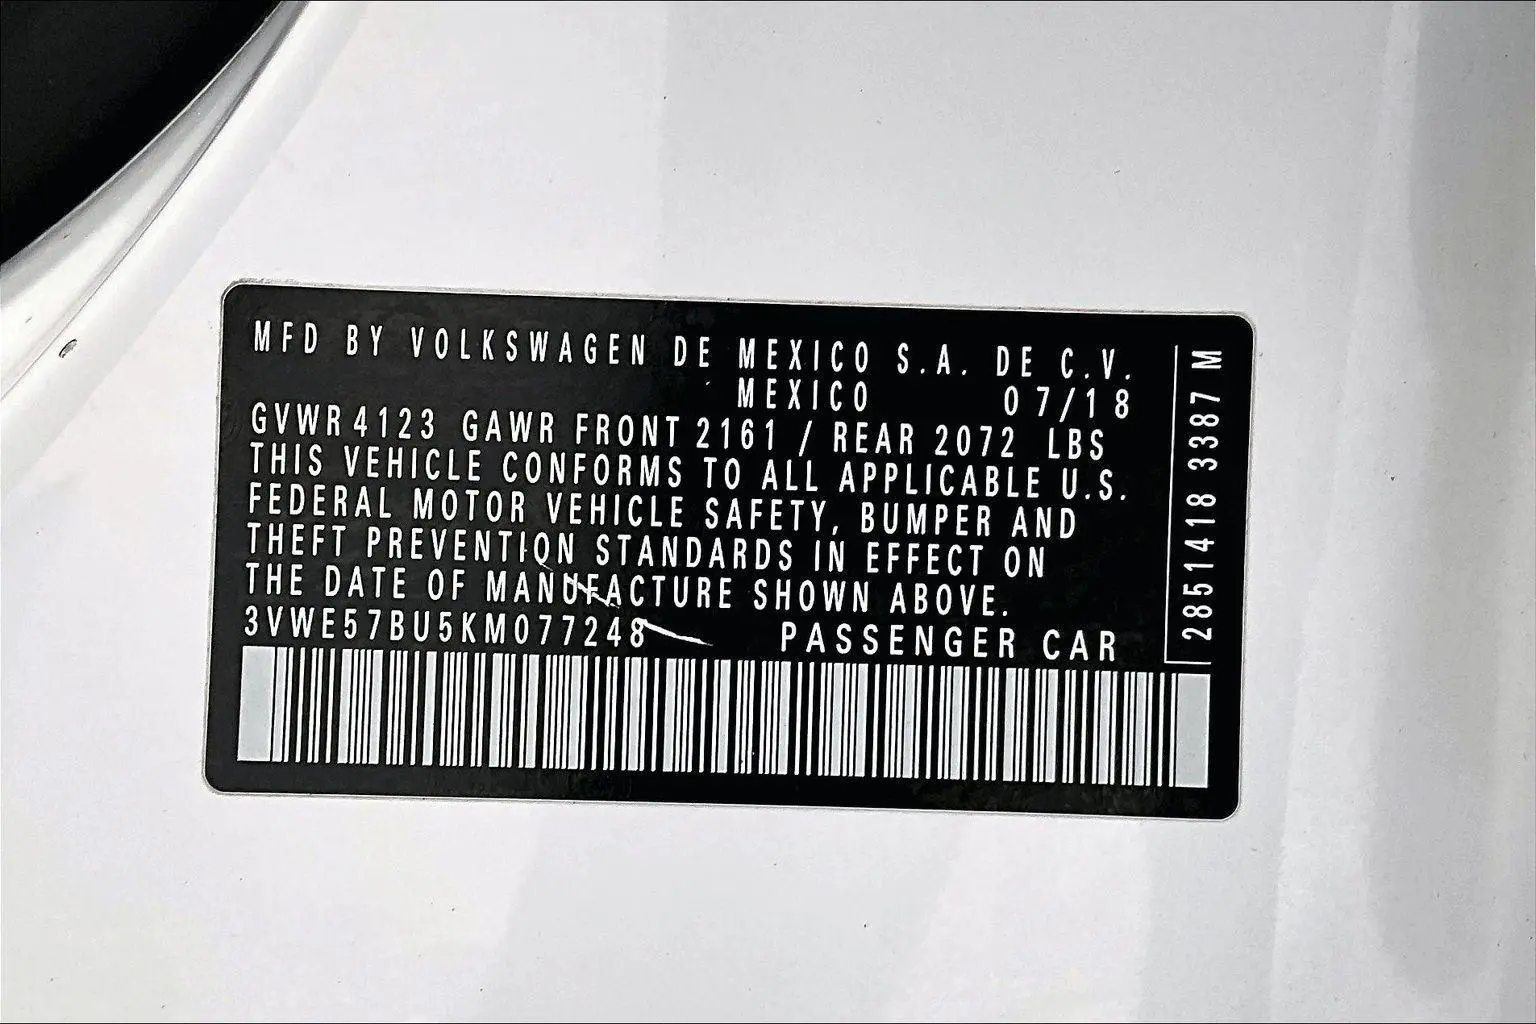 MFD BY VOLKSWAGEN DE MEXICO S.A. DE C.V.
MEXICO 07/18
GVWR 4123 GAWR FRONT 2161 / REAR 2072 LBS
THIS VEHICLE CONFORMS TO ALL APPLICABLE U.S.
FEDERAL MOTOR VEHICLE SAFETY, BUMPER AND
THEFT PREVENTION STANDARDS IN EFFECT ON
THE DATE OF MANUFACTURE SHOWN ABOVE.
3VWE57BU5KM077248 PASSENGER CAR
2851418 3387 M